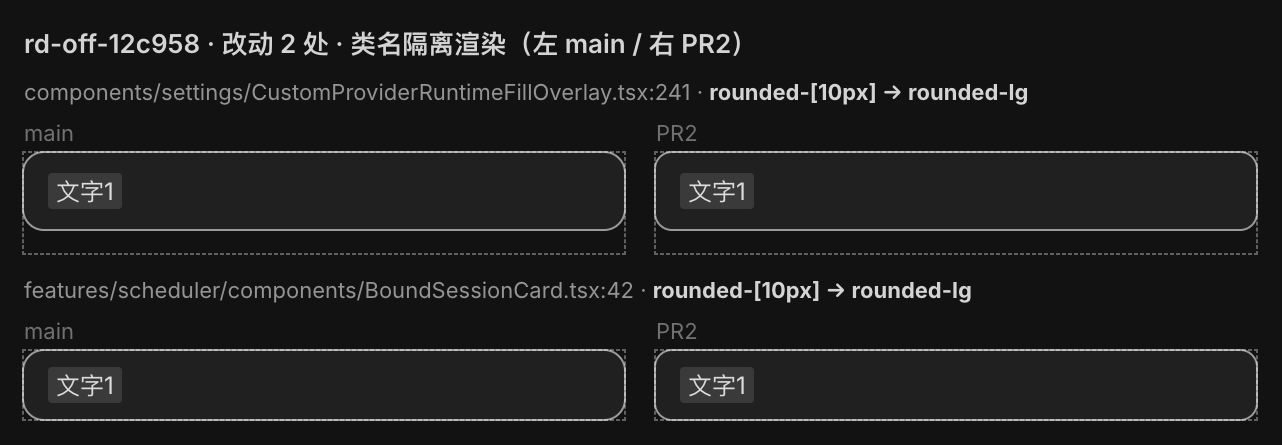 rd-off-12c958 · 改动 2 处 · 类名隔离渲染（左 main / 右 PR2）
components/settings/CustomProviderRuntimeFillOverlay.tsx:241 · rounded-[10px] → rounded-lg
main PR2
文字1 文字1
features/scheduler/components/BoundSessionCard.tsx:42 · rounded-[10px] → rounded-lg
main PR2
文字1 文字1